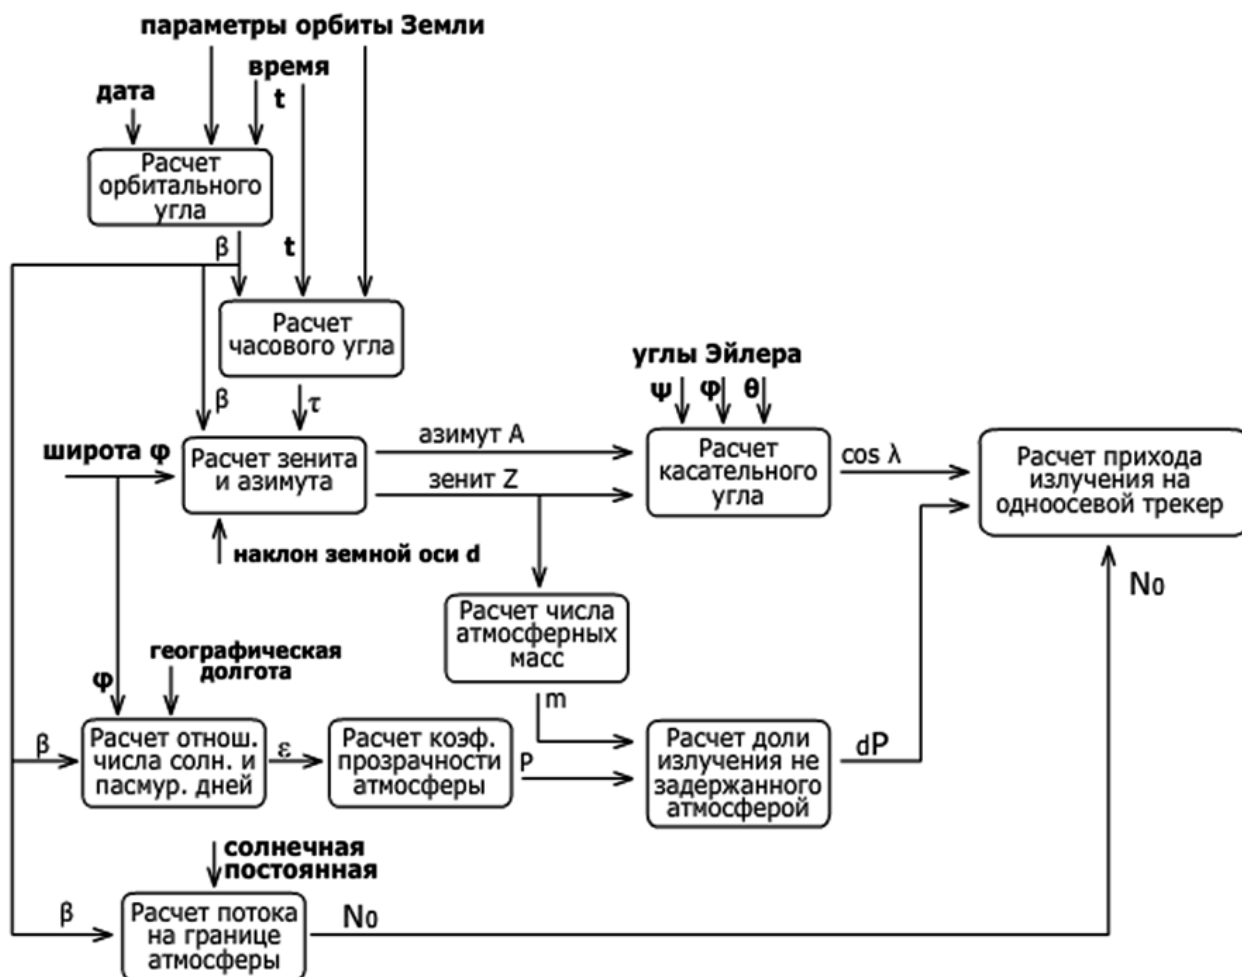 параметры орбиты Земли
время
дата
t
Расчет
орбитального
угла
β
t
Расчет
часового угла
углы Эйлера
ψ
φ
θ
β
τ
широта φ
Расчет зенита
и азимута
азимут А
зенит Z
Расчет
касательного
угла
cos λ
Расчет прихода
излучения на
одноосевой трекер
наклон земной оси d
N0
Расчет числа
атмосферных
масс
географическая
долгота
φ
m
β
Расчет отнош.
числа солн. и
пасмур. дней
ε
Расчет коэф.
прозрачности
атмосферы
P
Расчет доли
излучения не
задержанного
атмосферой
dP
солнечная
постоянная
β
Расчет потока
на границе
атмосферы
N0